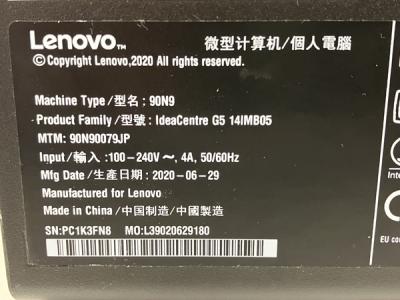 Lenovo™ 微型计算机/個人電腦
©Copyright Lenovo,2020 All rights reserved.
Machine Type /型名: 90N9
Product Family /型號: IdeaCentre G5 14IMB05
MTM: 90N90079JP
Input/輸入:100-240V～, 4A, 50/60Hz
Mfg Date /生產日期: 2020-06-29
Manufactured for Lenovo
Made in China /中国制造/中國製造
SN:PC1K3FN8 MO:L39020629180
EU